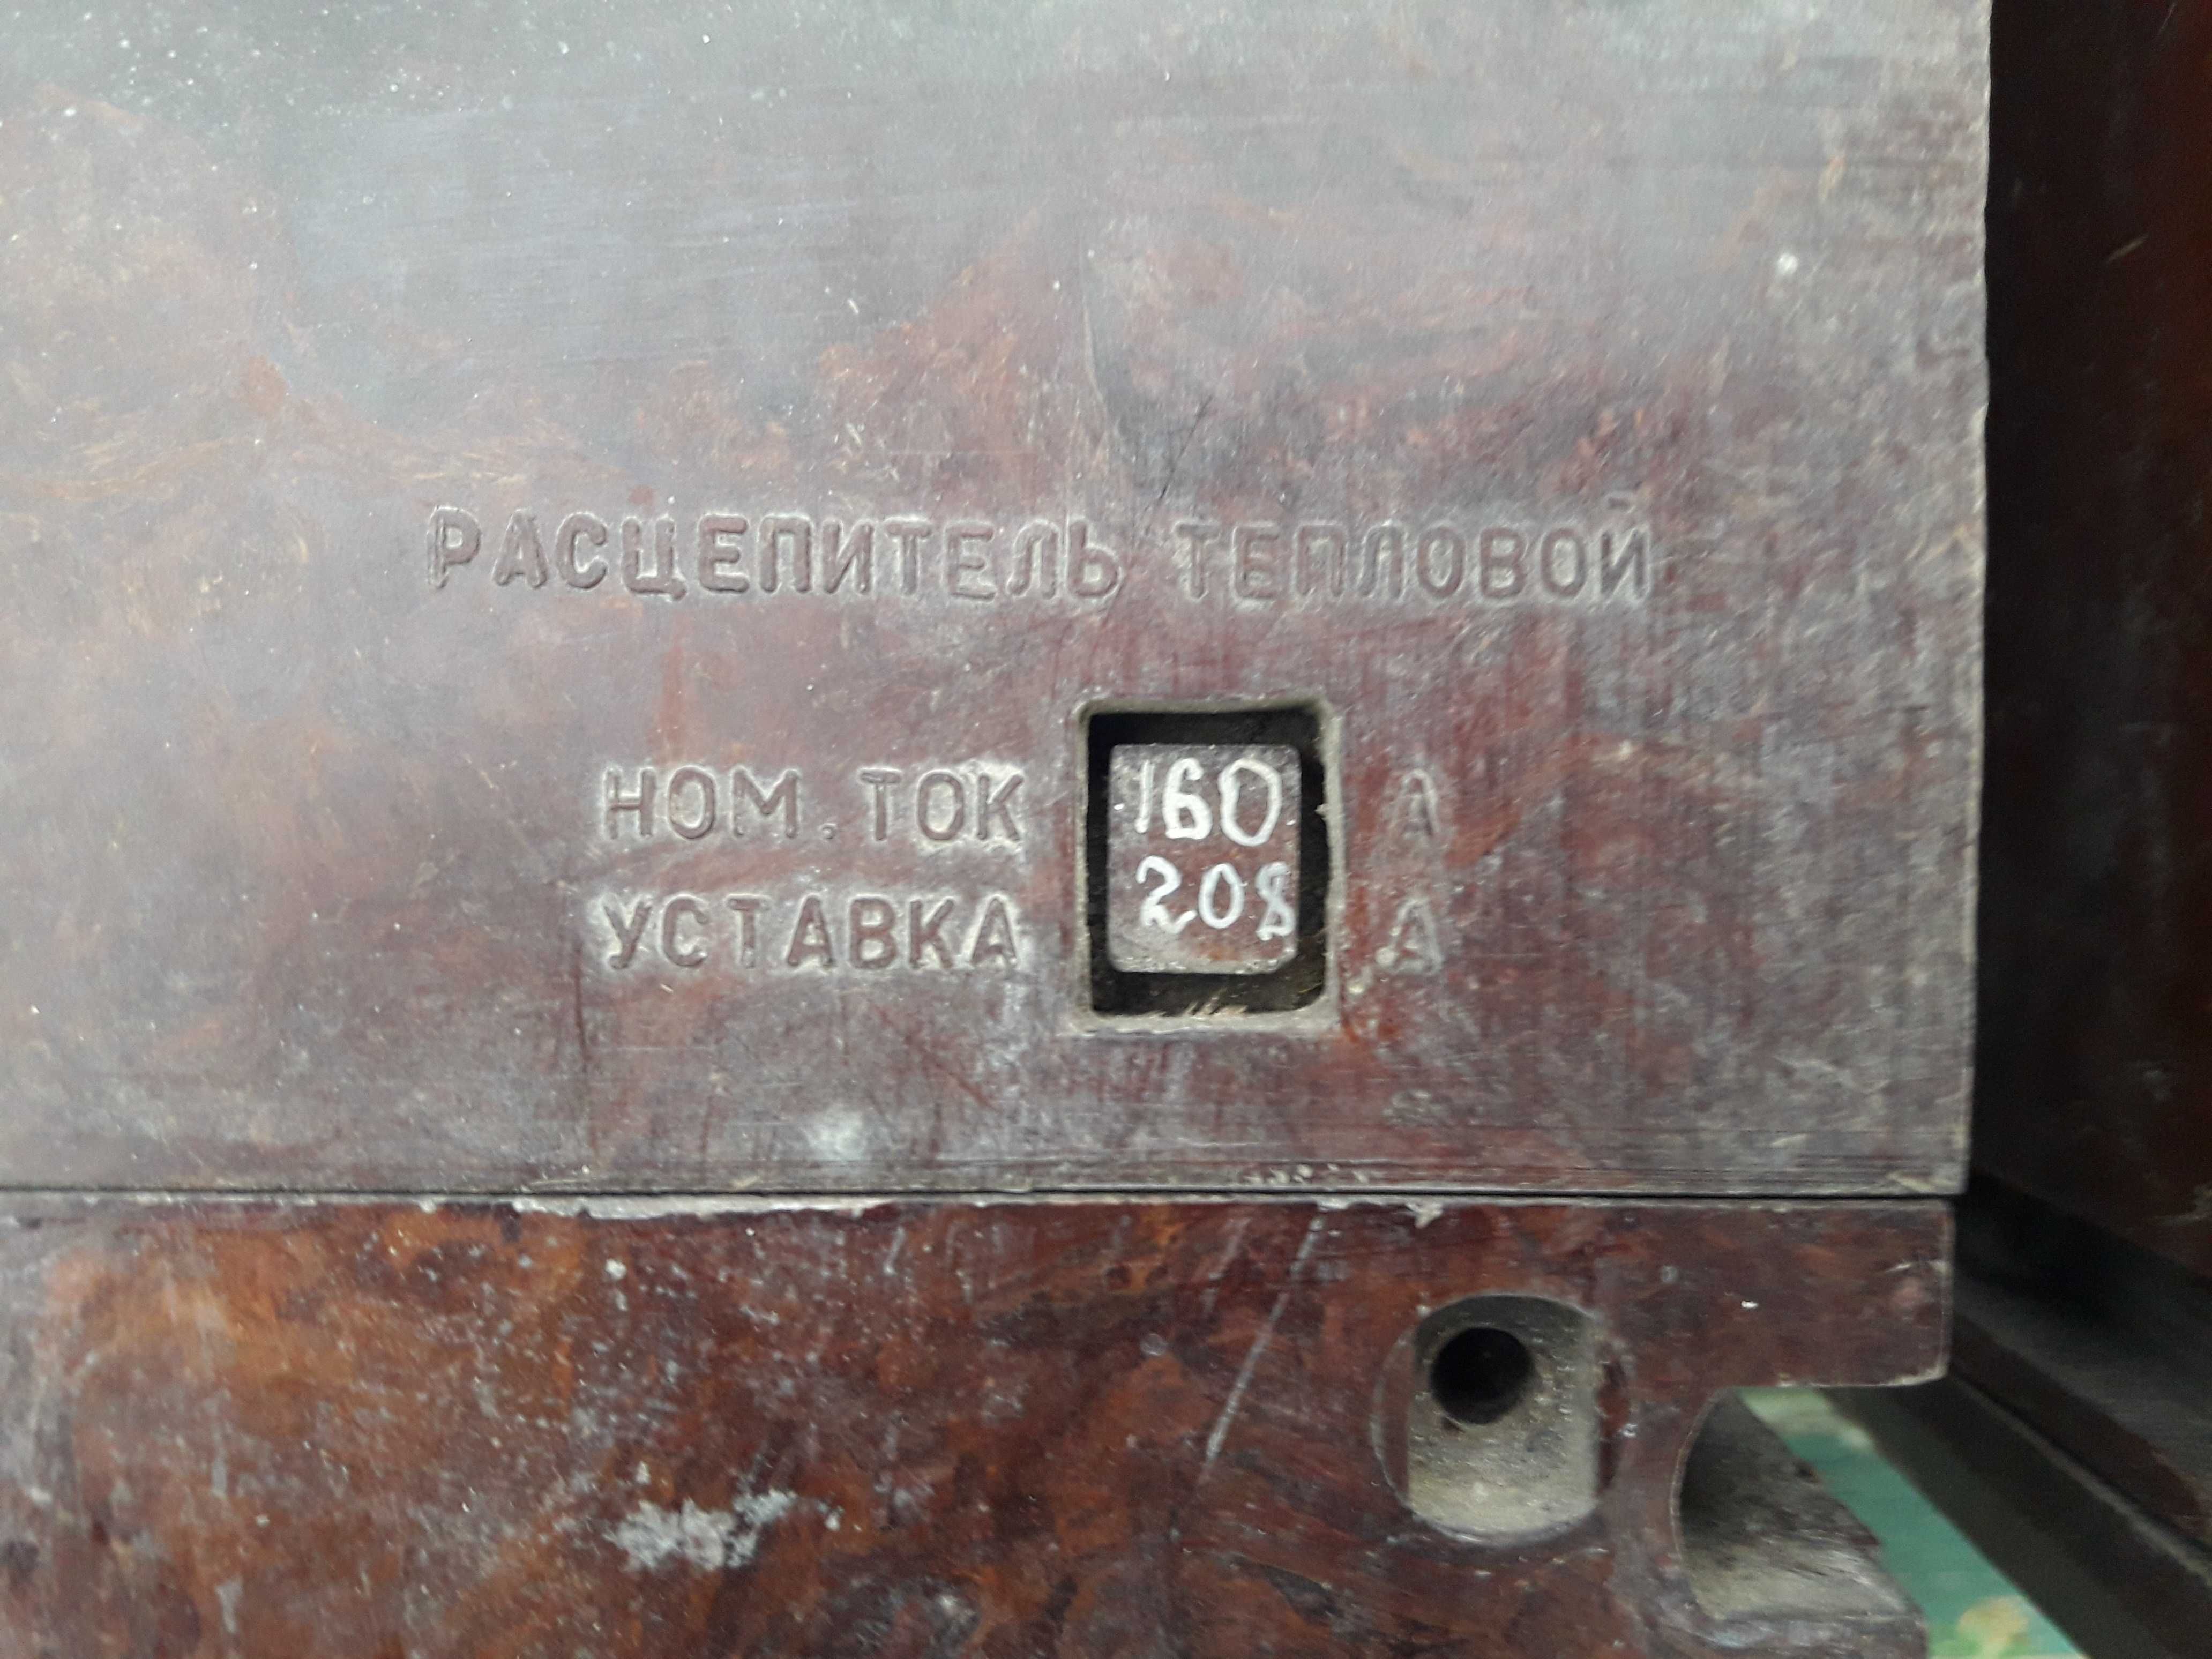 РАСЦЕПИТЕЛЬ ТЕПЛОВОЙ
НОМ. ТОК 160 А
УСТАВКА 208 А